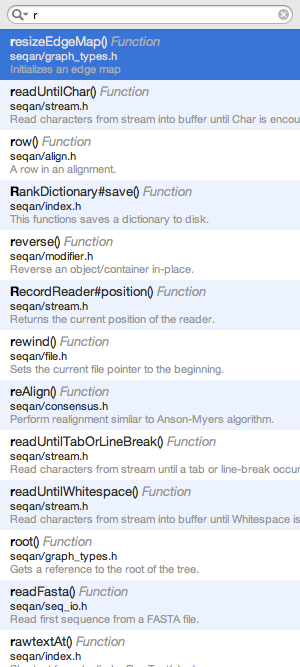 r
resizeEdgeMap() Function
seqan/graph_types.h
Initializes an edge map
readUntilChar() Function
seqan/stream.h
Read characters from stream into buffer until Char is encou
row() Function
seqan/align.h
A row in an alignment.
RankDictionary#save() Function
seqan/index.h
This functions saves a dictionary to disk.
reverse() Function
seqan/modifier.h
Reverse an object/container in-place.
RecordReader#position() Function
seqan/stream.h
Returns the current position of the reader.
rewind() Function
seqan/file.h
Sets the current file pointer to the beginning.
reAlign() Function
seqan/consensus.h
Perform realignment similar to Anson-Myers algorithm.
readUntilTabOrLineBreak() Function
seqan/stream.h
Read characters from stream until a tab or line-break occur
readUntilWhitespace() Function
seqan/stream.h
Read characters from stream into buffer until Whitespace is
root() Function
seqan/graph_types.h
Gets a reference to the root of the tree.
readFasta() Function
seqan/seq_io.h
Read first sequence from a FASTA file.
rawtextAt() Function
seqan/index.h